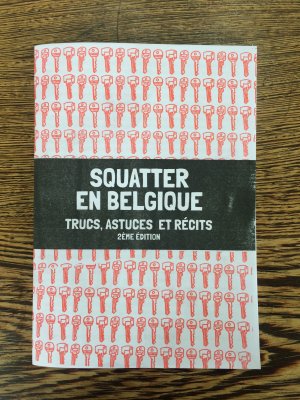 SQUATTER
EN BELGIQUE
TRUCS, ASTUCES ET RÉCITS
2ÈME ÉDITION